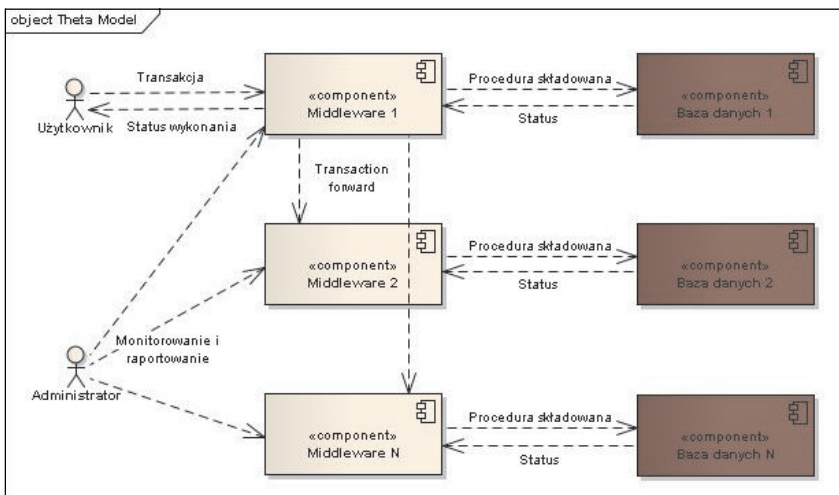 object Theta Model
Transakcja
Status wykonania
Użytkownik
«component»
Middleware 1
Procedura składowana
Status
«component»
Baza danych 1
Transaction
forward
«component»
Middleware 2
Procedura składowana
Status
«component»
Baza danych 2
Monitorowanie i
raportowanie
Administrator
«component»
Middleware N
Procedura składowana
Status
«component»
Baza danych N